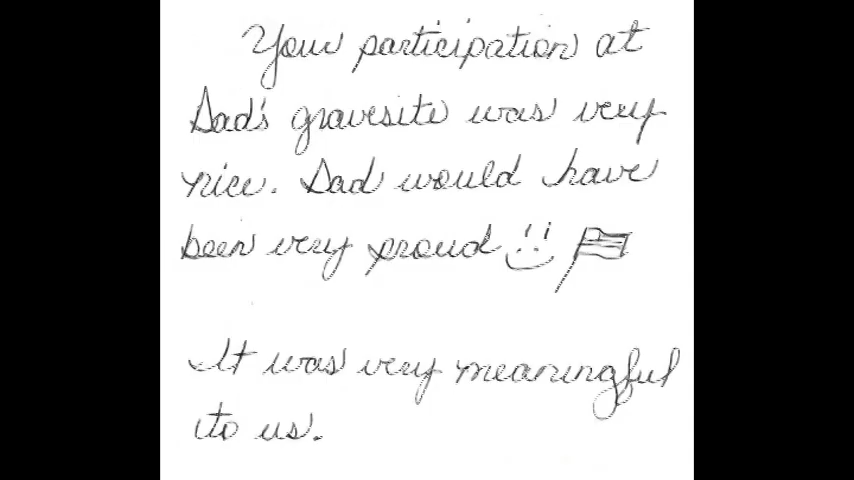 Your participation at
Dad's gravesite was very
nice. Dad would have
been very proud
It was very meaningful
to us.